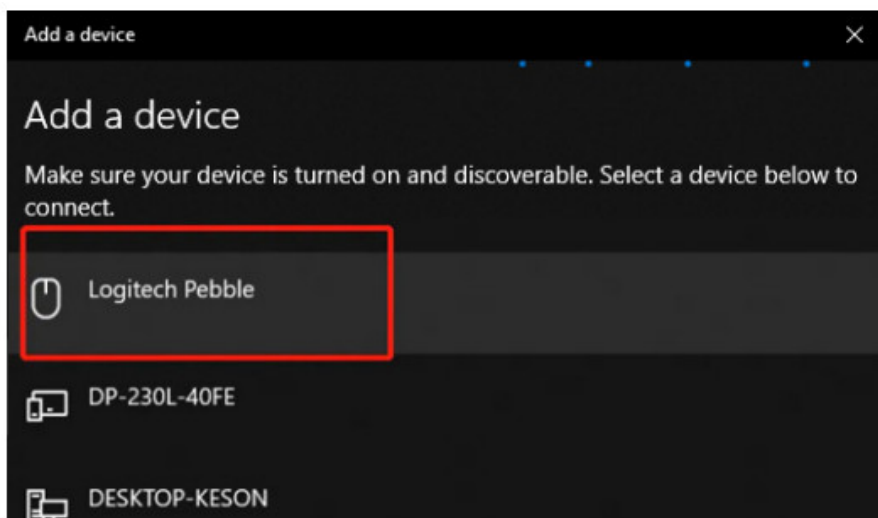 Add a device
Add a device
Make sure your device is turned on and discoverable. Select a device below to
connect.
Logitech Pebble
DP-230L-40FE
DESKTOP-KESON